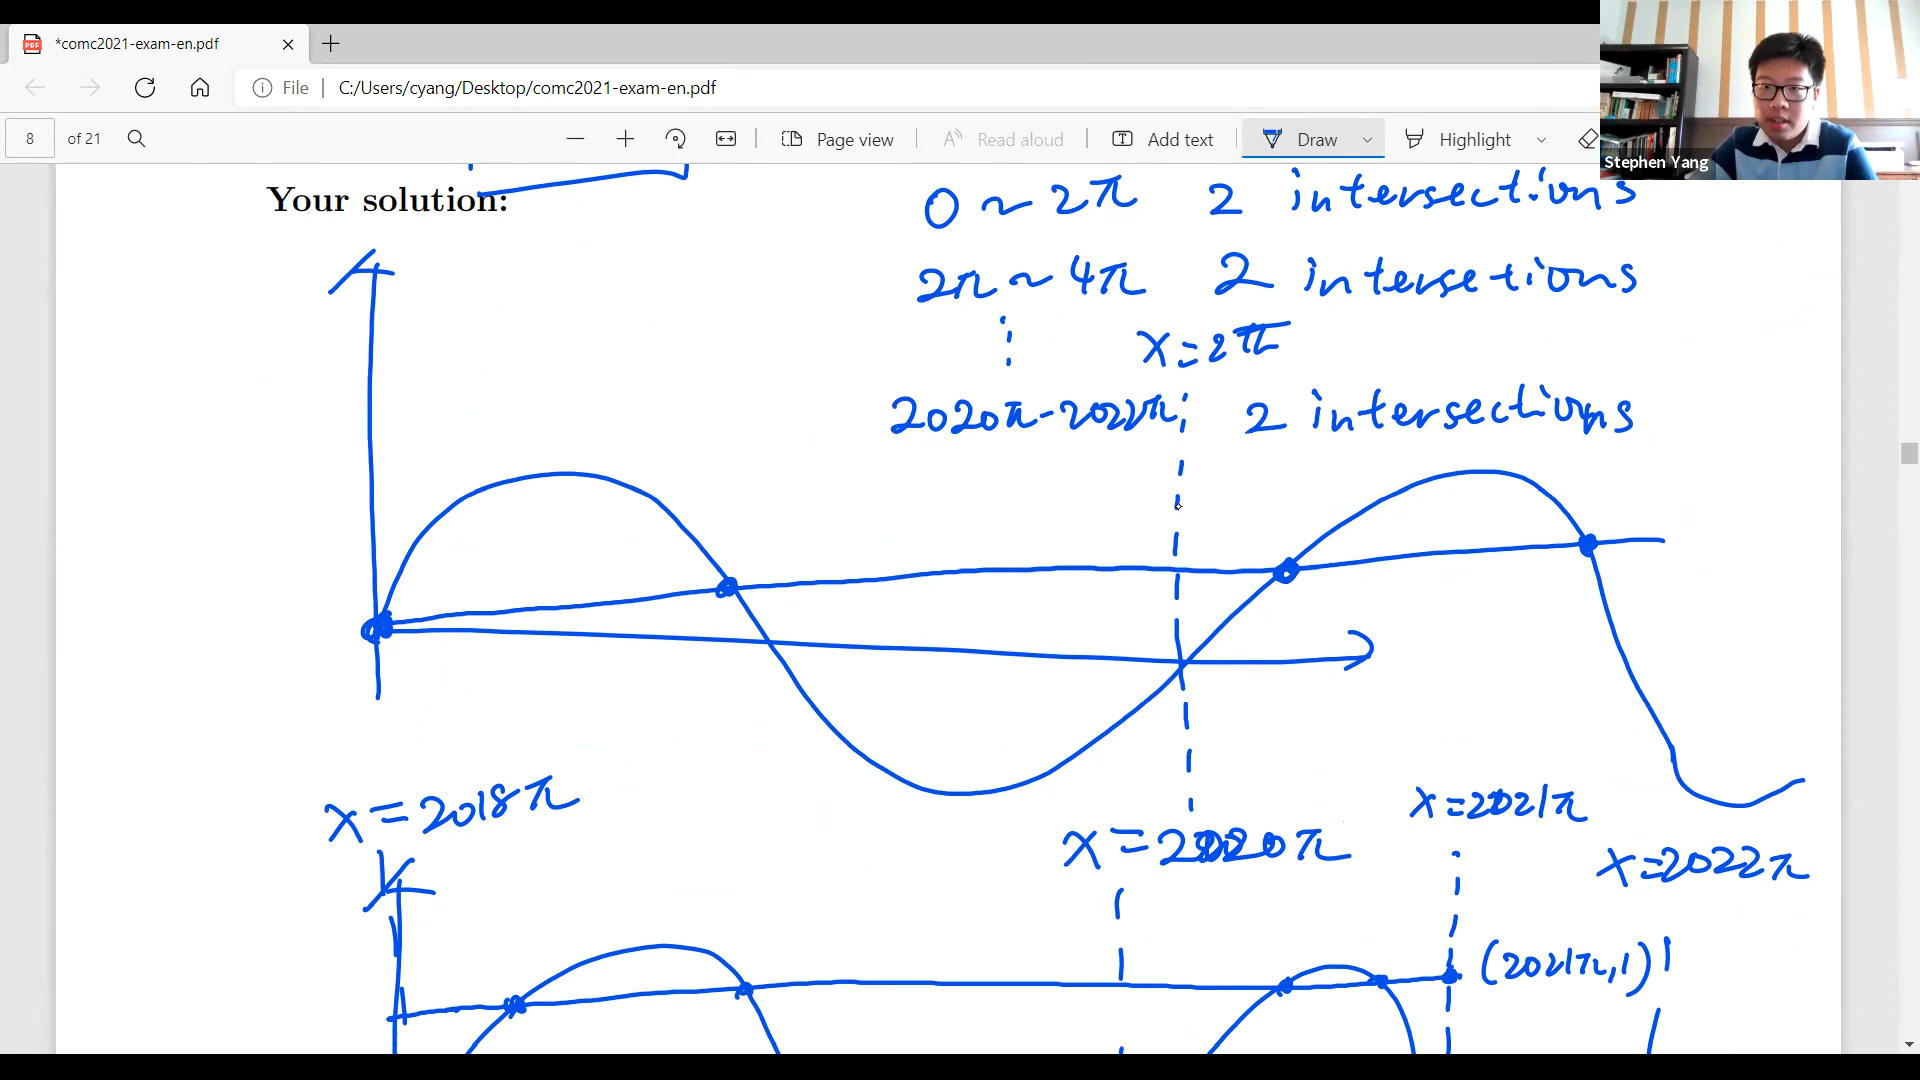 *comc2021-exam-en.pdf
File | C:/Users/cyang/Desktop/comc2021-exam-en.pdf
8 of 21
Page view
Read aloud
Add text
Draw
Highlight
Stephen Yang
Your solution:
0 ~ 2π 2 intersections
2π ~ 4π 2 intersetions
x=2π
2020π-2022π 2 intersections
x=2018π
x=2020π
x=2021π
x=2022π
(2021π,1)